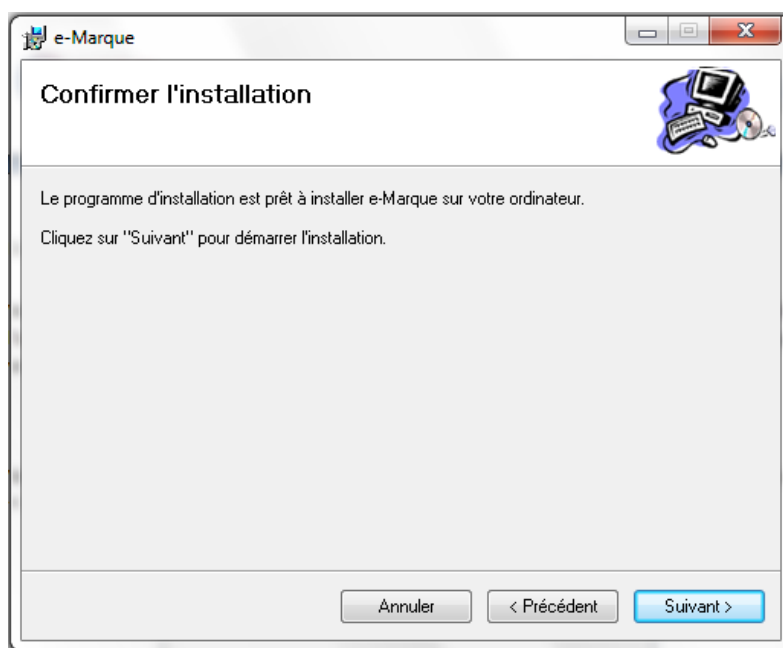 e-Marque
Confirmer l'installation
Le programme d'installation est prêt à installer e-Marque sur votre ordinateur.
Cliquez sur "Suivant" pour démarrer l'installation.
Annuler
< Précédent
Suivant >